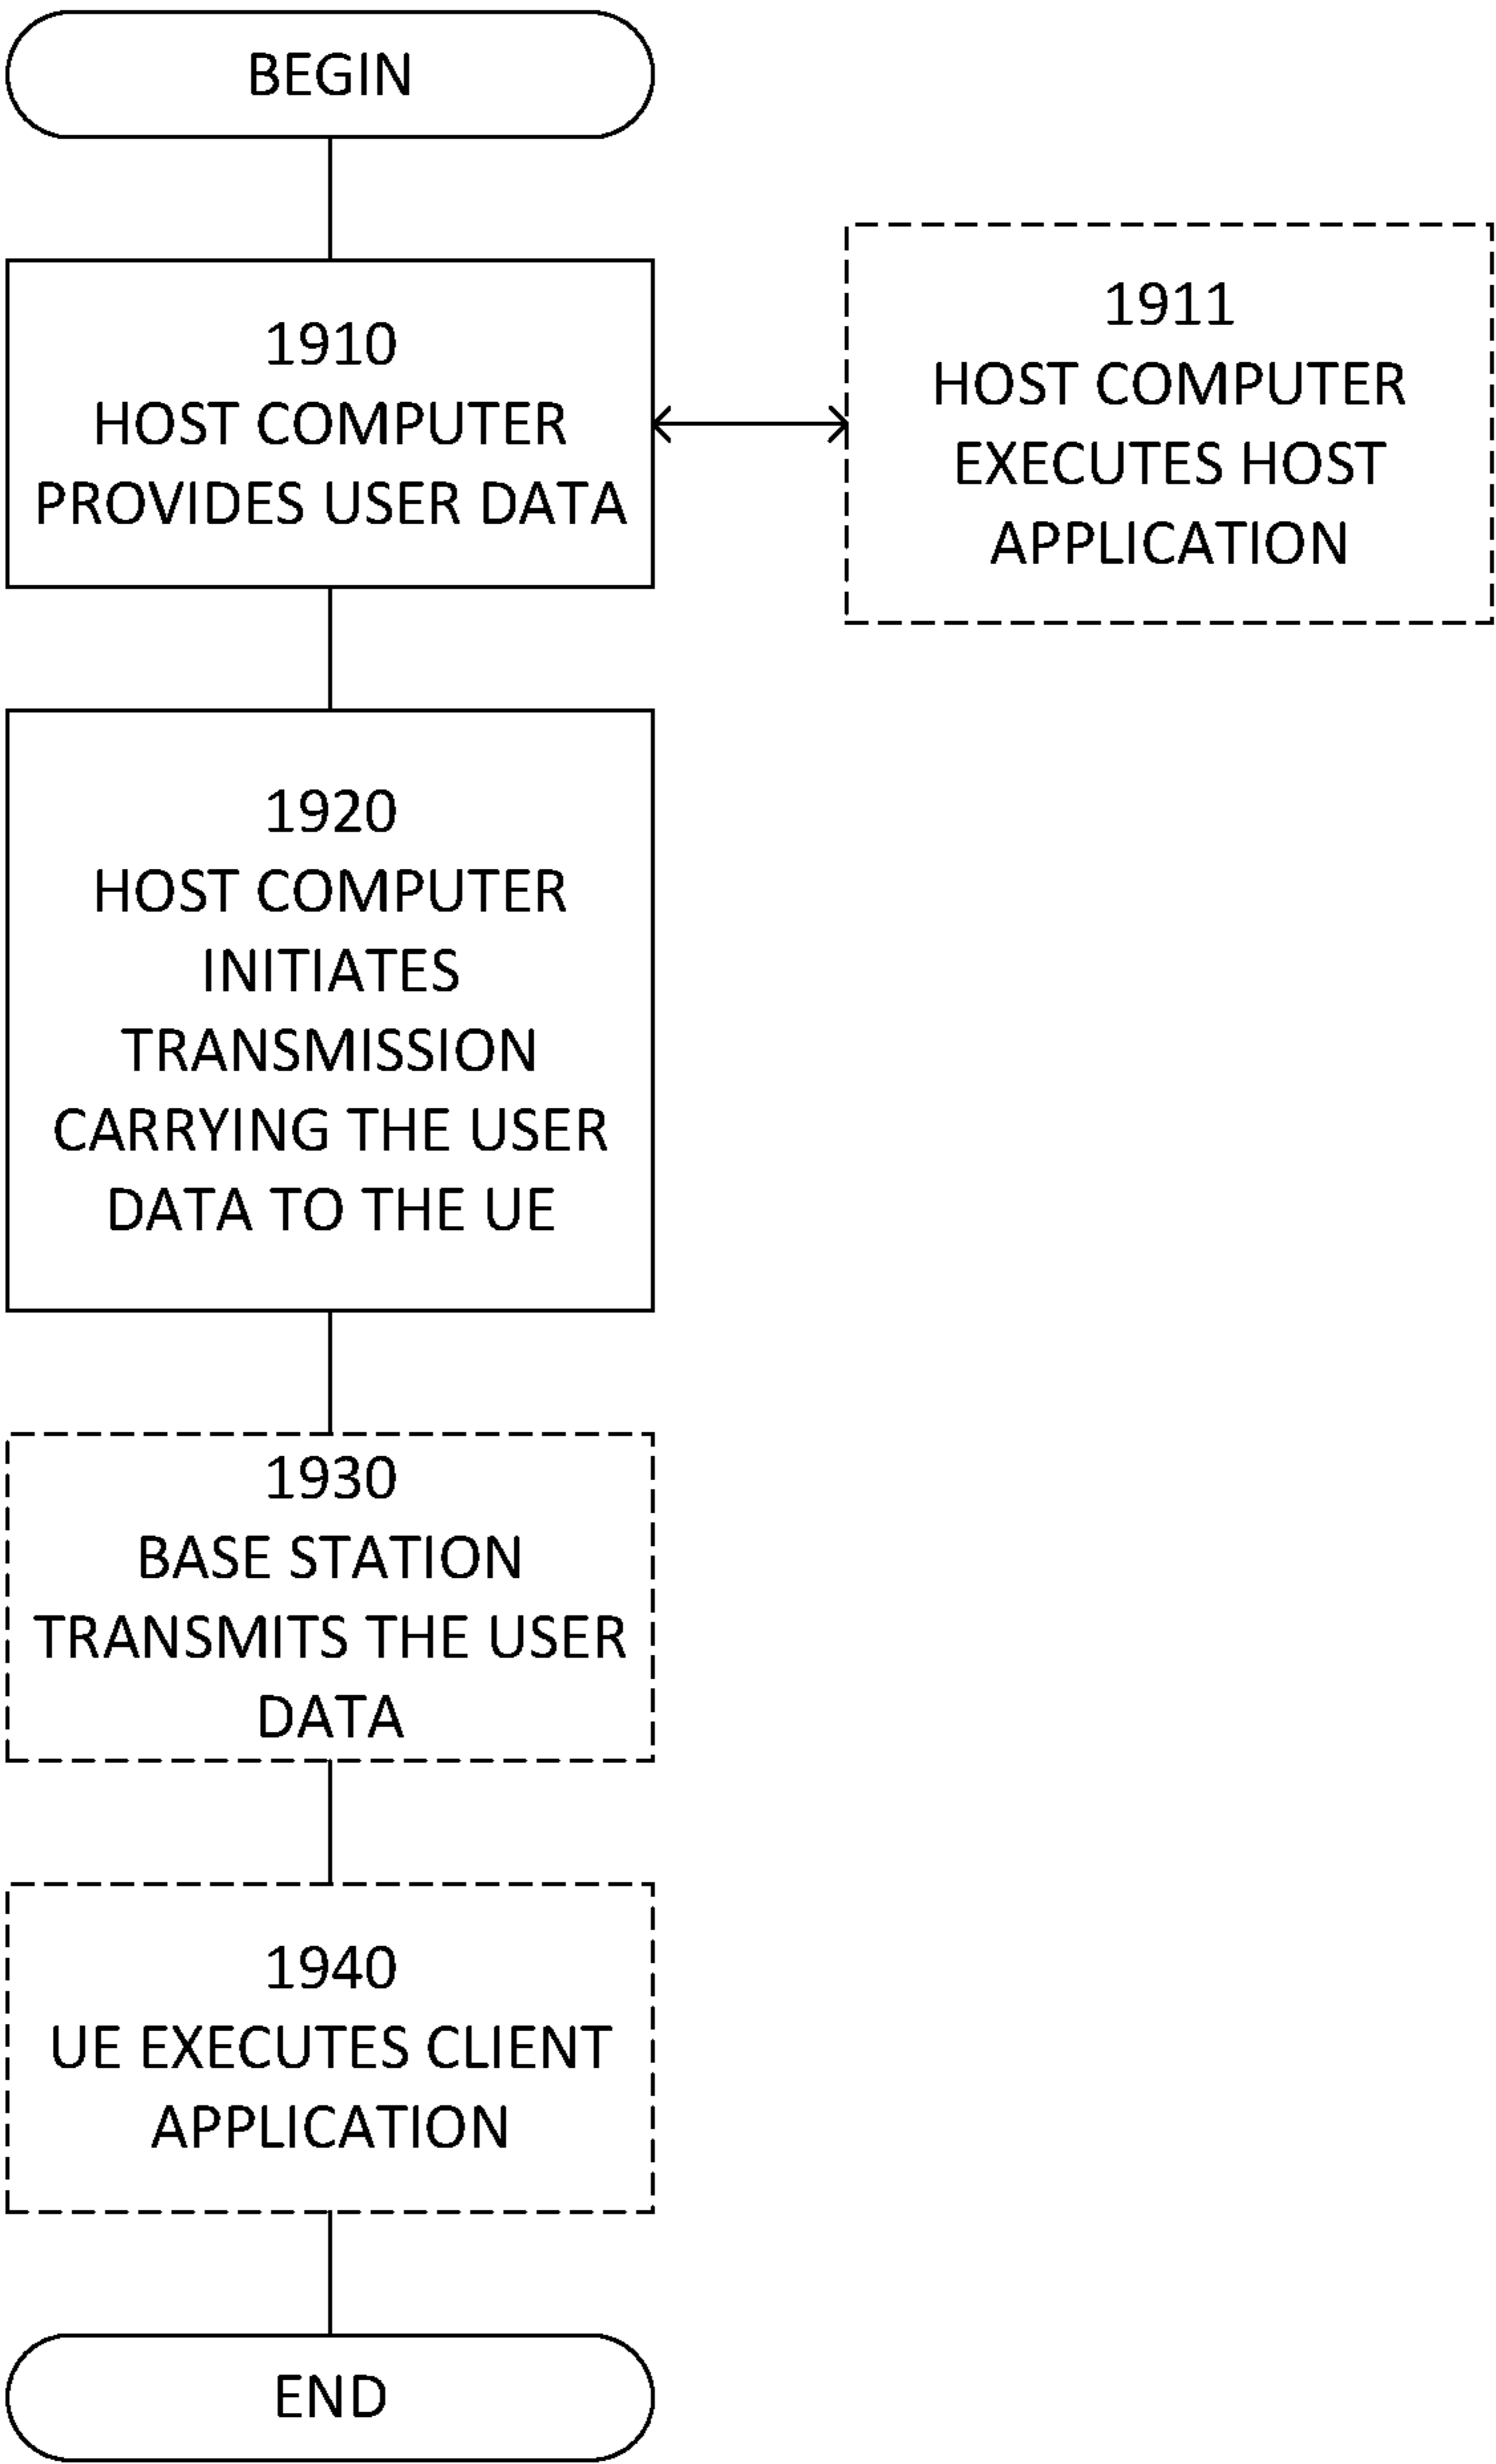 BEGIN
1910
HOST COMPUTER
PROVIDES USER DATA
1911
HOST COMPUTER
EXECUTES HOST
APPLICATION
1920
HOST COMPUTER
INITIATES
TRANSMISSION
CARRYING THE USER
DATA TO THE UE
1930
BASE STATION
TRANSMITS THE USER
DATA
1940
UE EXECUTES CLIENT
APPLICATION
END